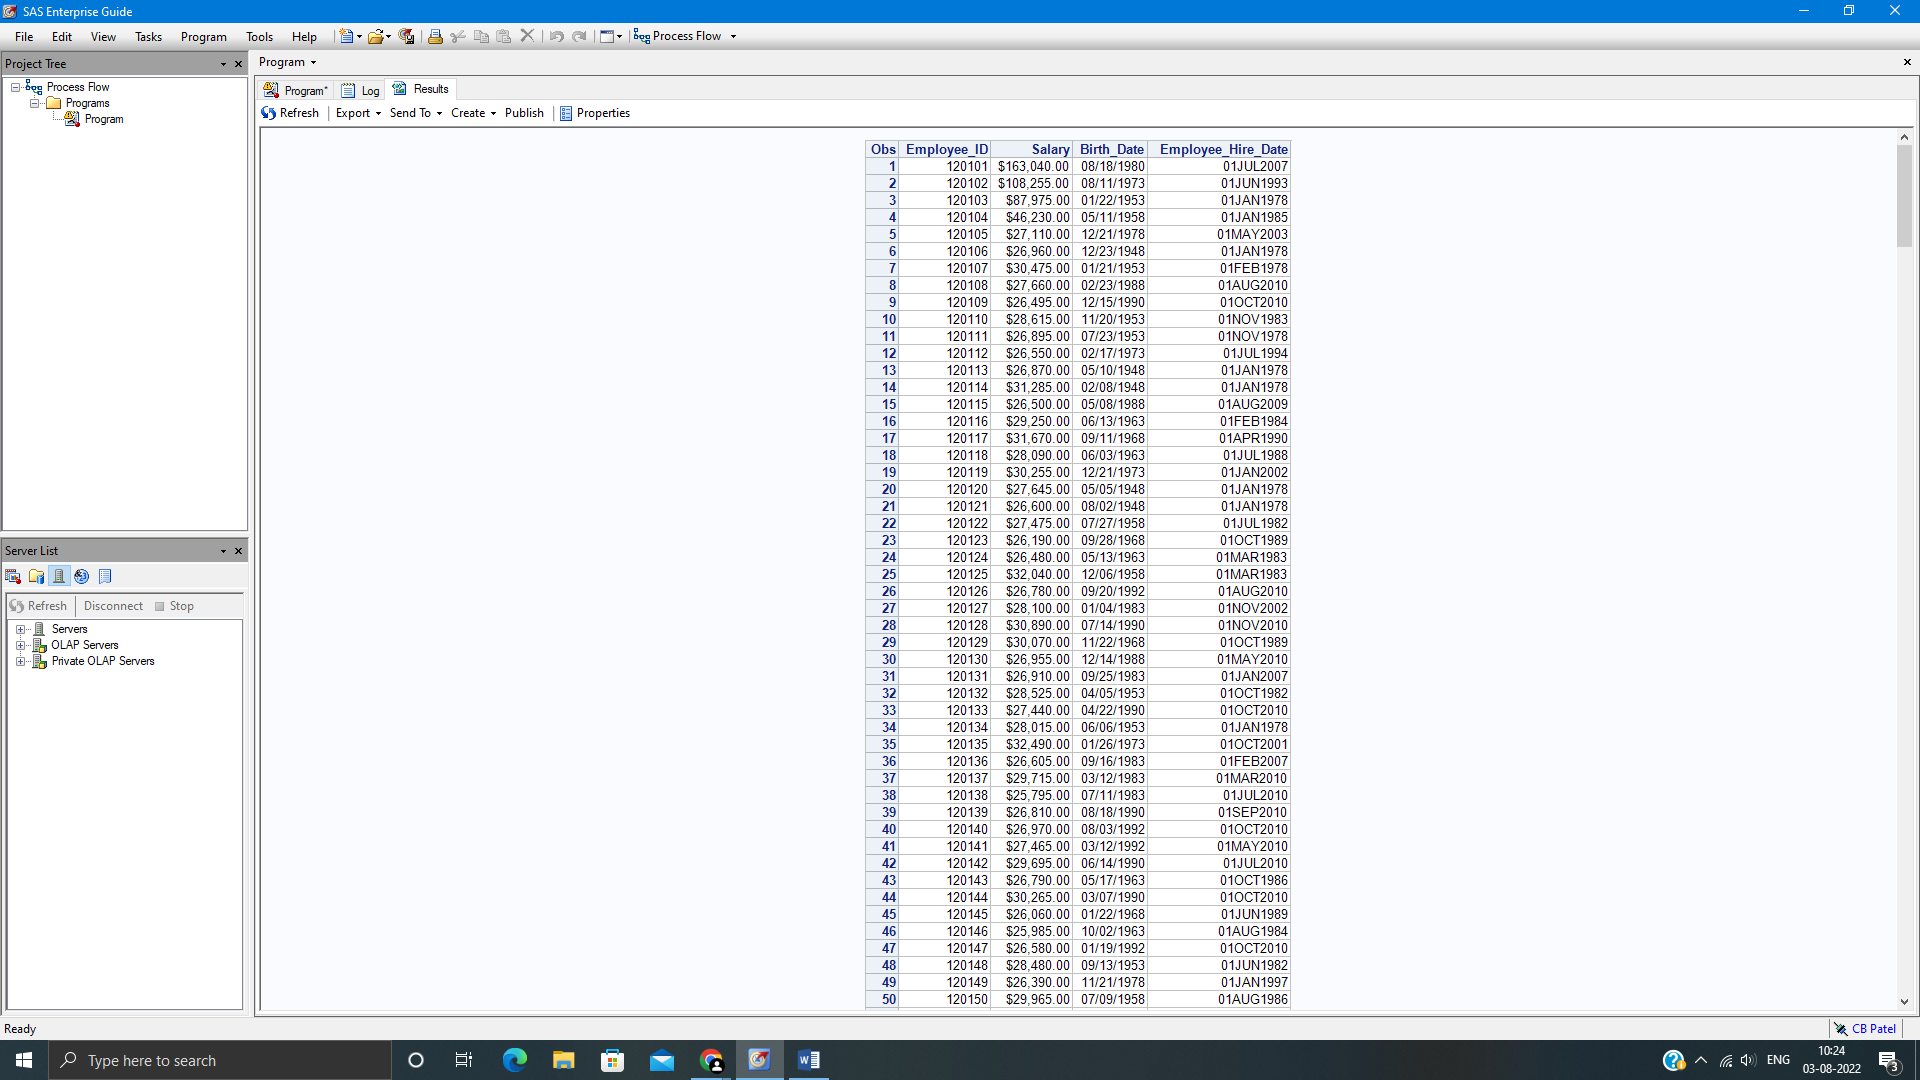 SAS Enterprise Guide
File Edit View Tasks Program Tools Help Process Flow
Project Tree
Process Flow
Programs
Program
Program
Program* Log Results
Refresh Export Send To Create Publish Properties
Obs Employee_ID Salary Birth_Date Employee_Hire_Date
1 120101 $163,040.00 08/18/1980 01JUL2007
2 120102 $108,255.00 08/11/1973 01JUN1993
3 120103 $87,975.00 01/22/1953 01JAN1978
4 120104 $46,230.00 05/11/1958 01JAN1985
5 120105 $27,110.00 12/21/1978 01MAY2003
6 120106 $26,960.00 12/23/1948 01JAN1978
7 120107 $30,475.00 01/21/1953 01FEB1978
8 120108 $27,660.00 02/23/1988 01AUG2010
9 120109 $26,495.00 12/15/1990 01OCT2010
10 120110 $28,615.00 11/20/1953 01NOV1983
11 120111 $26,895.00 07/23/1953 01NOV1978
12 120112 $26,550.00 02/17/1973 01JUL1994
13 120113 $26,870.00 05/10/1948 01JAN1978
14 120114 $31,285.00 02/08/1948 01JAN1978
15 120115 $26,500.00 05/08/1988 01AUG2009
16 120116 $29,250.00 06/13/1963 01FEB1984
17 120117 $31,670.00 09/11/1968 01APR1990
18 120118 $28,090.00 06/03/1963 01JUL1988
19 120119 $30,255.00 12/21/1973 01JAN2002
20 120120 $27,645.00 05/05/1948 01JAN1978
21 120121 $26,600.00 08/02/1948 01JAN1978
22 120122 $27,475.00 07/27/1958 01JUL1982
23 120123 $26,190.00 09/28/1968 01OCT1989
24 120124 $26,480.00 05/13/1963 01MAR1983
25 120125 $32,040.00 12/06/1958 01MAR1983
26 120126 $26,780.00 09/20/1992 01AUG2010
27 120127 $28,100.00 01/04/1983 01NOV2002
28 120128 $30,890.00 07/14/1990 01NOV2010
29 120129 $30,070.00 11/22/1968 01OCT1989
30 120130 $26,955.00 12/14/1988 01MAY2010
31 120131 $26,910.00 09/25/1983 01JAN2007
32 120132 $28,525.00 04/05/1953 01OCT1982
33 120133 $27,440.00 04/22/1990 01OCT2010
34 120134 $28,015.00 06/06/1953 01JAN1978
35 120135 $32,490.00 01/26/1973 01OCT2001
36 120136 $26,605.00 09/16/1983 01FEB2007
37 120137 $29,715.00 03/12/1983 01MAR2010
38 120138 $25,795.00 07/11/1983 01JUL2010
39 120139 $26,810.00 08/18/1990 01SEP2010
40 120140 $26,970.00 08/03/1992 01OCT2010
41 120141 $27,465.00 03/12/1992 01MAY2010
42 120142 $29,695.00 06/14/1990 01JUL2010
43 120143 $26,790.00 05/17/1963 01OCT1986
44 120144 $30,265.00 03/07/1990 01OCT2010
45 120145 $26,060.00 01/22/1968 01JUN1989
46 120146 $25,985.00 10/02/1963 01AUG1984
47 120147 $26,580.00 01/19/1992 01OCT2010
48 120148 $28,480.00 09/13/1953 01JUN1982
49 120149 $26,390.00 11/21/1978 01JAN1997
50 120150 $29,965.00 07/09/1958 01AUG1986
Server List
Refresh Disconnect Stop
Servers
OLAP Servers
Private OLAP Servers
Ready
CB Patel
Type here to search
ENG
10:24
03-08-2022
3